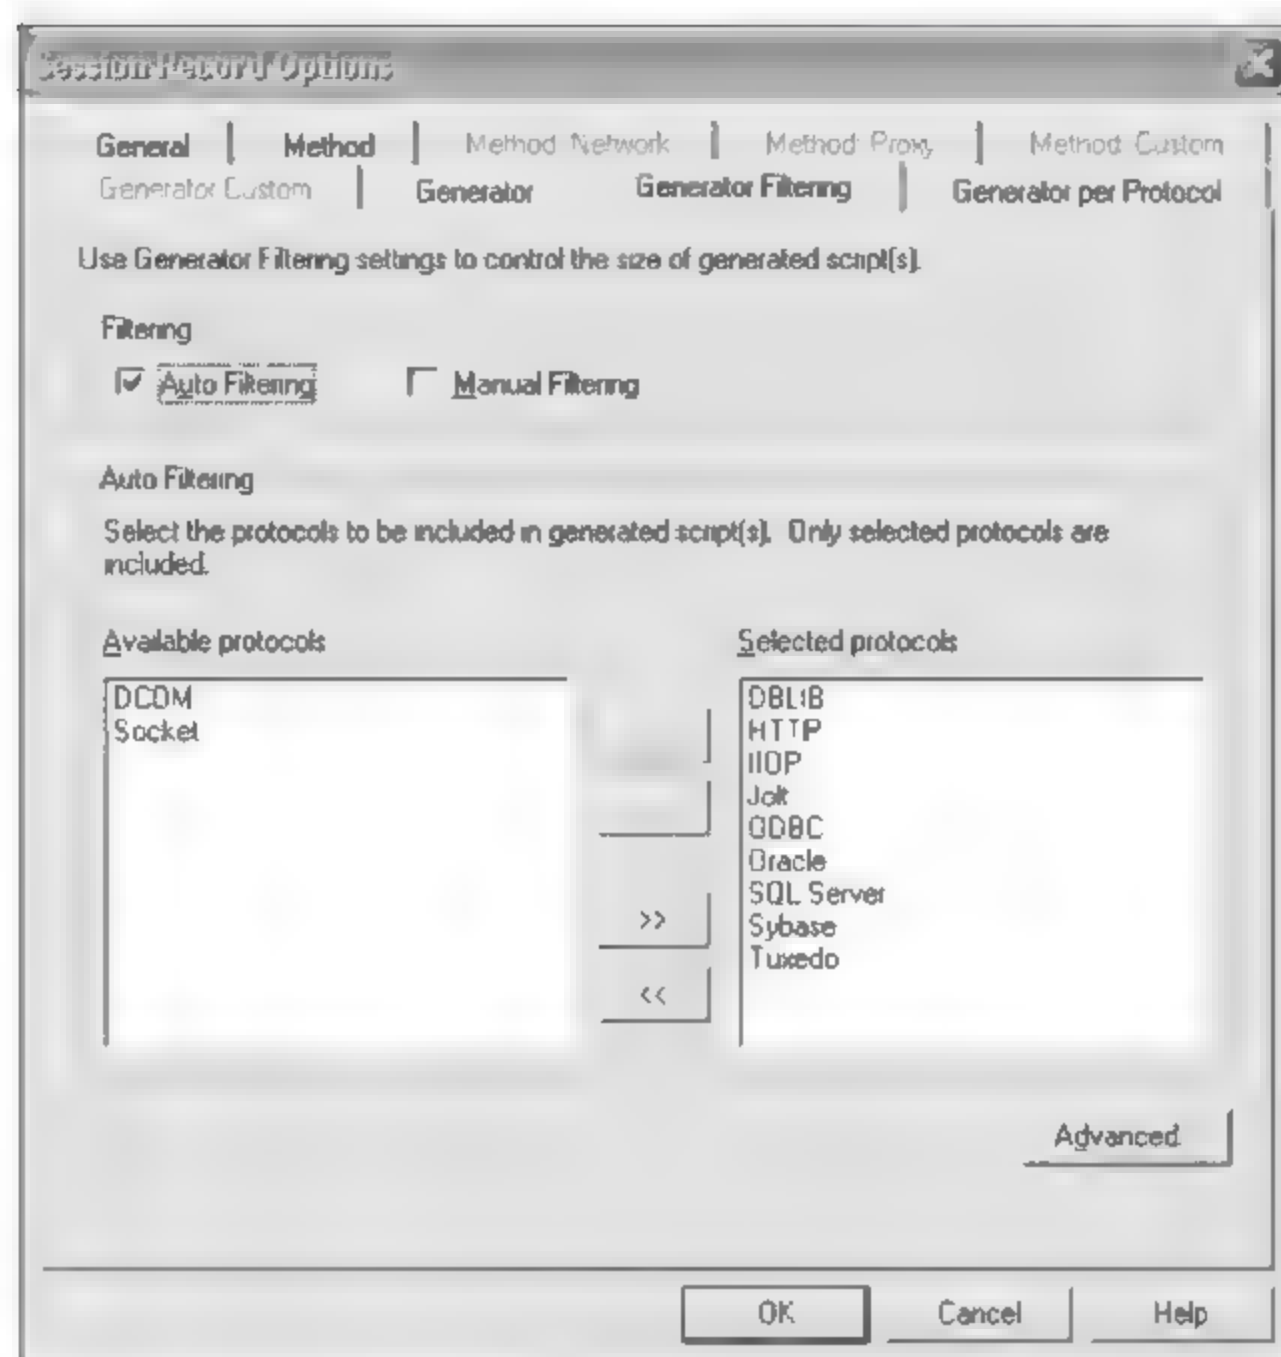 Session Record Options
General Method Method: Network Method: Proxy Method: Custom
Generator Custom Generator Generator Filtering Generator per Protocol
Use Generator Filtering settings to control the size of generated script(s).
Filtering
Auto Filtering Manual Filtering
Auto Filtering
Select the protocols to be included in generated script(s). Only selected protocols are
included.
Available protocols Selected protocols
DCOM DBLIB
Socket HTTP
IIOP
Jolt
ODBC
Oracle
SQL Server
>> Sybase
Tuxedo
<<
Advanced
OK Cancel Help